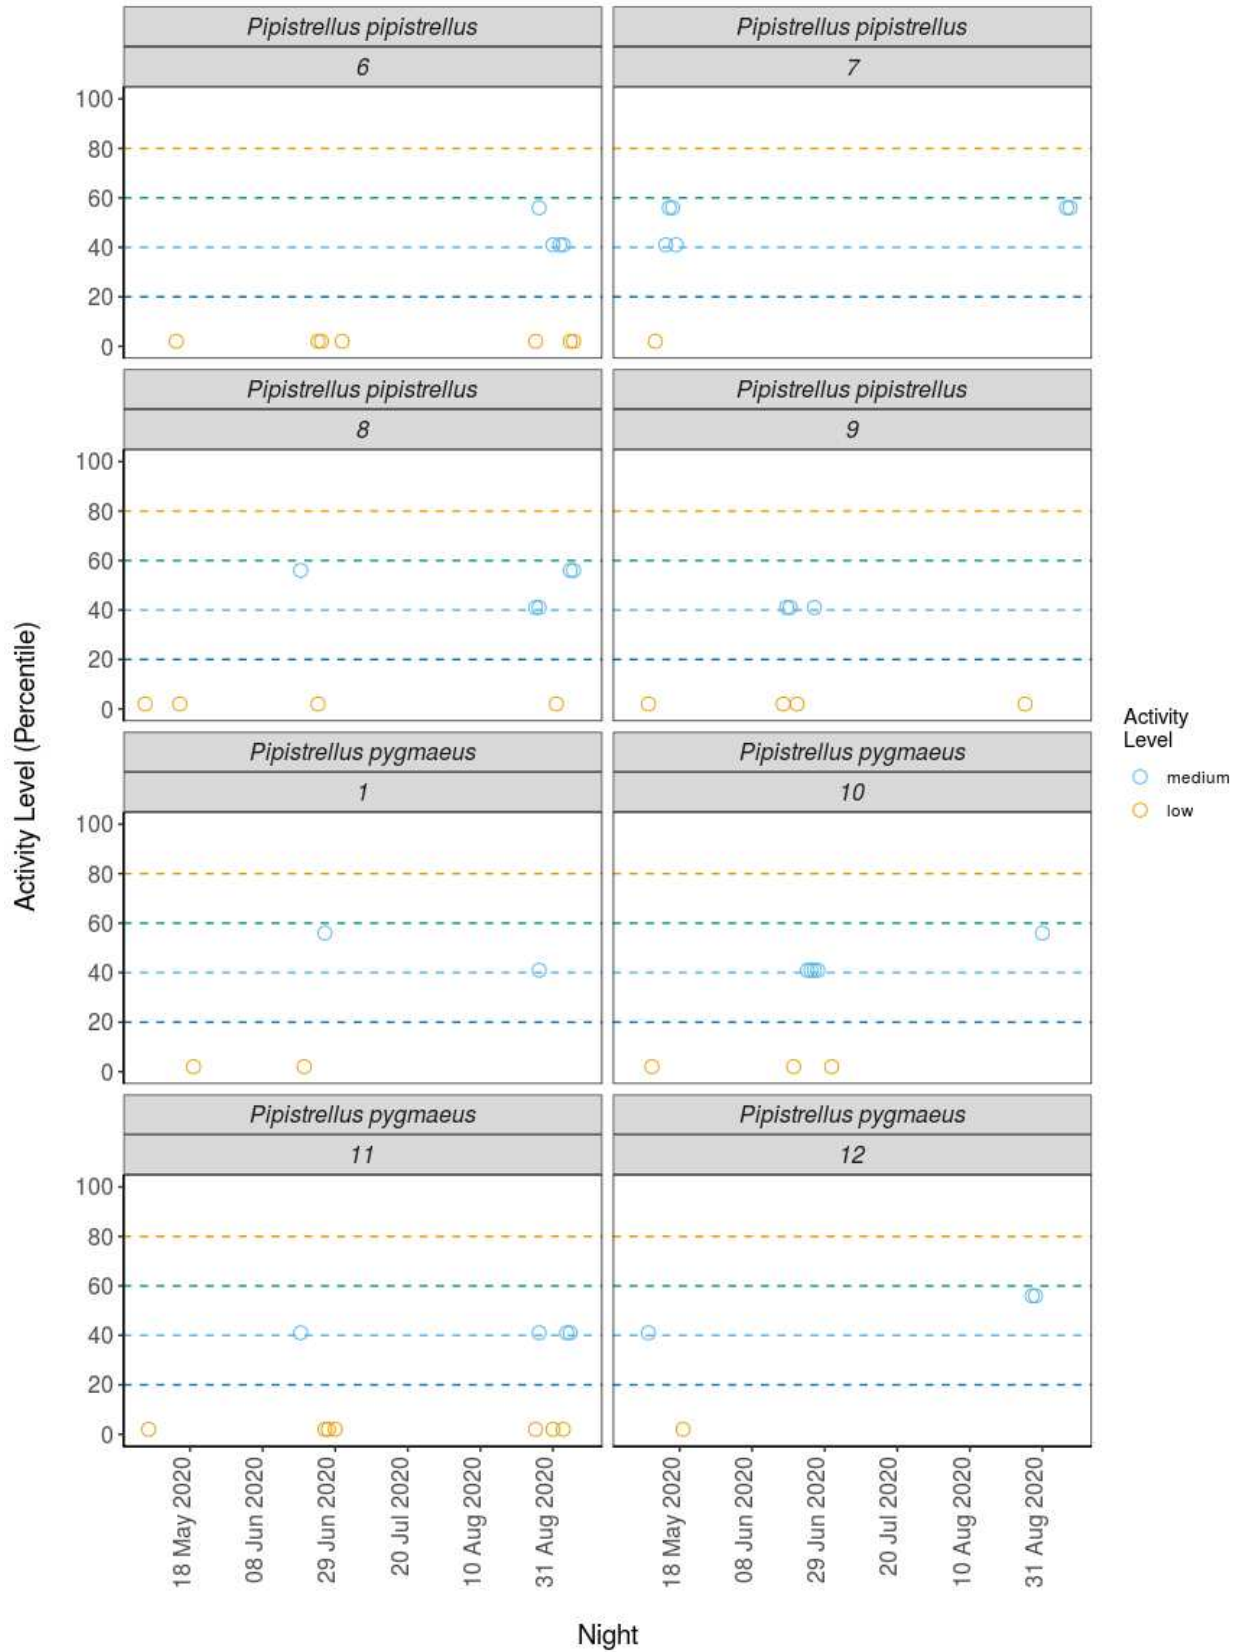 Pipistrellus pipistrellus
Pipistrellus pipistrellus
6
7
100
80
60
40
20
0
Pipistrellus pipistrellus
Pipistrellus pipistrellus
8
9
100
80
60
40
20
0
Pipistrellus pygmaeus
Pipistrellus pygmaeus
1
10
100
80
60
40
20
0
Pipistrellus pygmaeus
Pipistrellus pygmaeus
11
12
100
80
60
40
20
0
Activity Level (Percentile)
18 May 2020
08 Jun 2020
29 Jun 2020
20 Jul 2020
10 Aug 2020
31 Aug 2020
18 May 2020
08 Jun 2020
29 Jun 2020
20 Jul 2020
10 Aug 2020
31 Aug 2020
Night
Activity
Level
medium
low